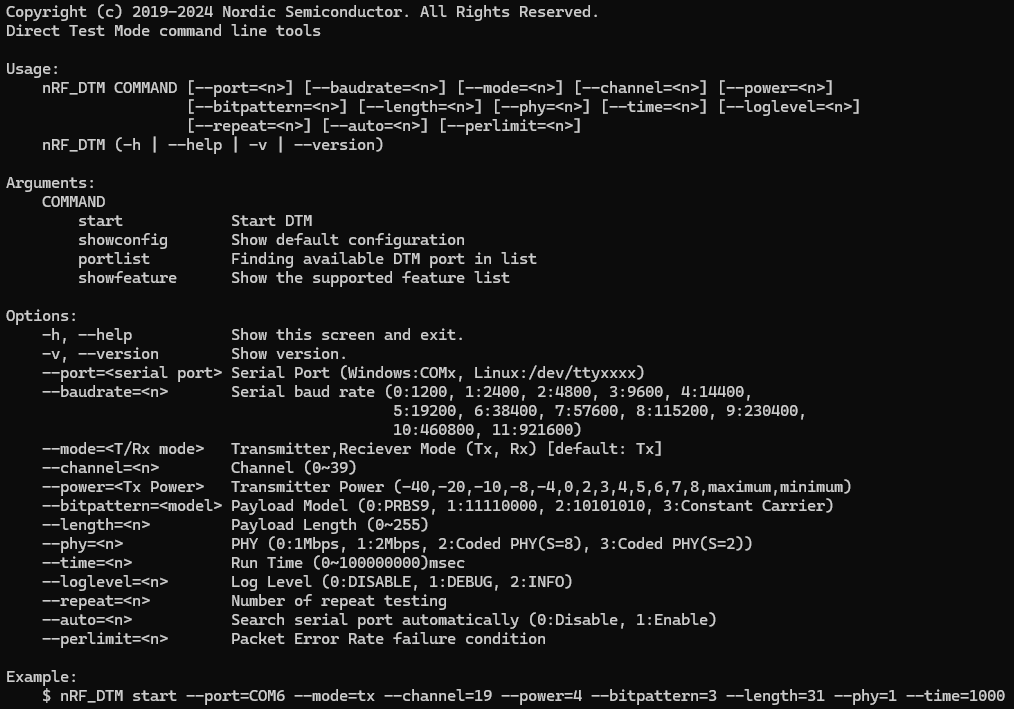 Copyright (c) 2019-2024 Nordic Semiconductor. All Rights Reserved.
Direct Test Mode command line tools

Usage:
    nRF_DTM COMMAND [--port=<n>] [--baudrate=<n>] [--mode=<n>] [--channel=<n>] [--power=<n>]
                    [--bitpattern=<n>] [--length=<n>] [--phy=<n>] [--time=<n>] [--loglevel=<n>]
                    [--repeat=<n>] [--auto=<n>] [--perlimit=<n>]
    nRF_DTM (-h | --help | -v | --version)

Arguments:
    COMMAND
        start            Start DTM
        showconfig       Show default configuration
        portlist         Finding available DTM port in list
        showfeature      Show the supported feature list

Options:
    -h, --help           Show this screen and exit.
    -v, --version        Show version.
    --port=<serial port> Serial Port (Windows:COMx, Linux:/dev/ttyxxxx)
    --baudrate=<n>       Serial baud rate (0:1200, 1:2400, 2:4800, 3:9600, 4:14400,
                                           5:19200, 6:38400, 7:57600, 8:115200, 9:230400,
                                           10:460800, 11:921600)
    --mode=<T/Rx mode>   Transmitter,Reciever Mode (Tx, Rx) [default: Tx]
    --channel=<n>        Channel (0~39)
    --power=<Tx Power>   Transmitter Power (-40,-20,-10,-8,-4,0,2,3,4,5,6,7,8,maximum,minimum)
    --bitpattern=<model> Payload Model (0:PRBS9, 1:11110000, 2:10101010, 3:Constant Carrier)
    --length=<n>         Payload Length (0~255)
    --phy=<n>            PHY (0:1Mbps, 1:2Mbps, 2:Coded PHY(S=8), 3:Coded PHY(S=2))
    --time=<n>           Run Time (0~100000000)msec
    --loglevel=<n>       Log Level (0:DISABLE, 1:DEBUG, 2:INFO)
    --repeat=<n>         Number of repeat testing
    --auto=<n>           Search serial port automatically (0:Disable, 1:Enable)
    --perlimit=<n>       Packet Error Rate failure condition

Example:
    $ nRF_DTM start --port=COM6 --mode=tx --channel=19 --power=4 --bitpattern=3 --length=31 --phy=1 --time=1000